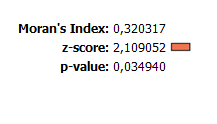 Moran's Index: 0,320317
z-score: 2,109052
p-value: 0,034940